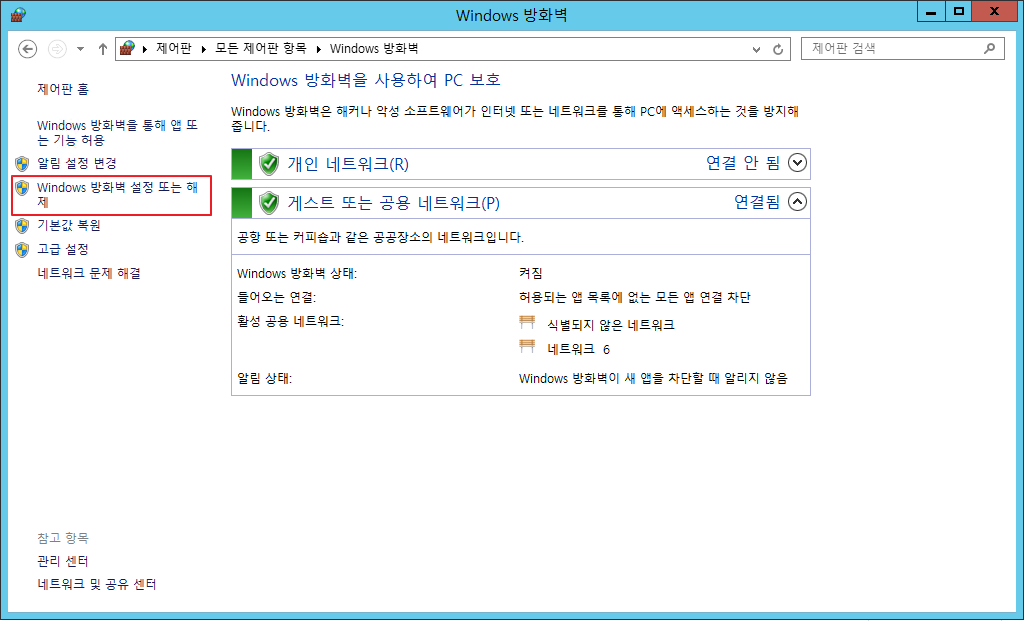 Windows 방화벽
제어판 ▸ 모든 제어판 항목 ▸ Windows 방화벽
제어판 검색
제어판 홈
Windows 방화벽을 통해 앱 또
는 기능 허용
알림 설정 변경
Windows 방화벽 설정 또는 해
제
기본값 복원
고급 설정
네트워크 문제 해결
참고 항목
관리 센터
네트워크 및 공유 센터
Windows 방화벽을 사용하여 PC 보호
Windows 방화벽은 해커나 악성 소프트웨어가 인터넷 또는 네트워크를 통해 PC에 액세스하는 것을 방지해
줍니다.
개인 네트워크(R) 연결 안 됨
게스트 또는 공용 네트워크(P) 연결됨
공항 또는 커피숍과 같은 공공장소의 네트워크입니다.
Windows 방화벽 상태: 켜짐
들어오는 연결: 허용되는 앱 목록에 없는 모든 앱 연결 차단
활성 공용 네트워크: 식별되지 않은 네트워크
네트워크 6
알림 상태: Windows 방화벽이 새 앱을 차단할 때 알리지 않음